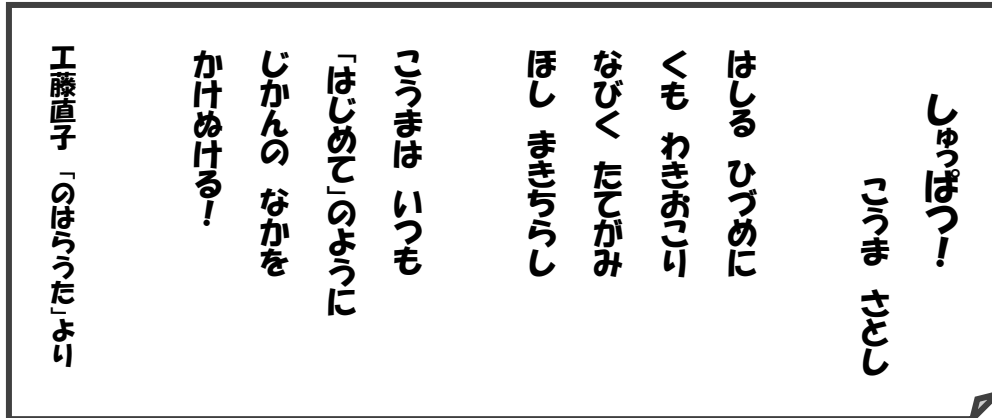 しゅっぱつ！
こうま さとし
はしる ひづめに
くも わきおこり
なびく たてがみ
ほし まきちらし
こうまは いつも
「はじめて」のように
じかんの なかを
かけぬける！
工藤直子 「のはらうた」より